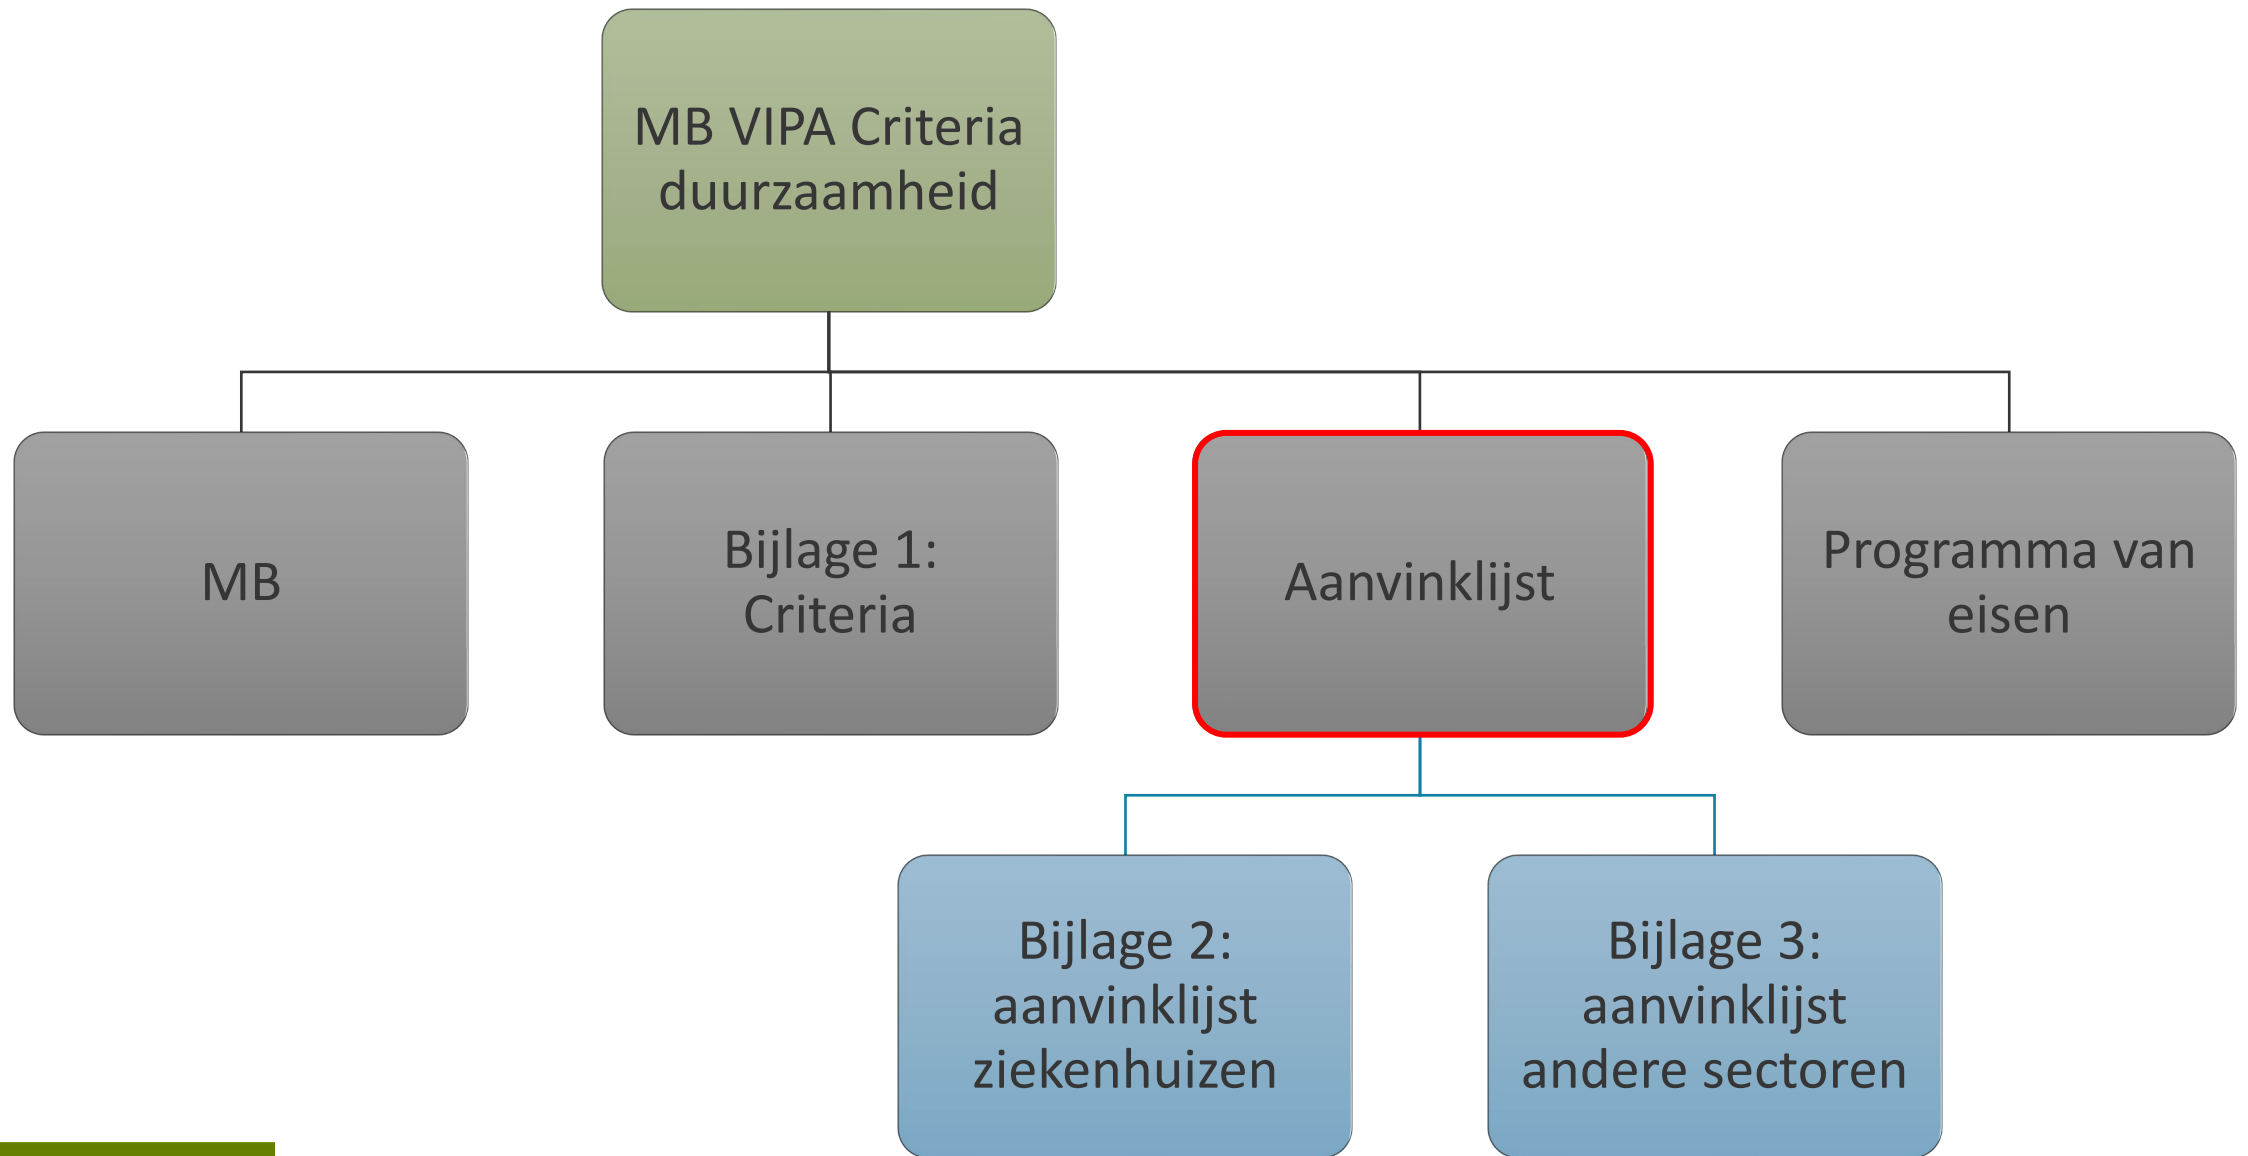 MB VIPA Criteria
duurzaamheid
MB
Bijlage 1:
Criteria
Aanvinklijst
Programma van
eisen
Bijlage 2:
aanvinklijst
ziekenhuizen
Bijlage 3:
aanvinklijst
andere sectoren